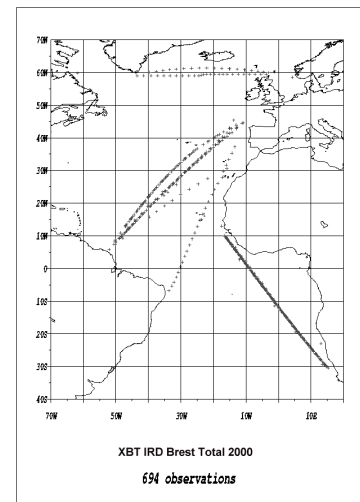 70N
60N
50N
40N
30N
20N
10N
0
10S
20S
30S
40S
70W 50W 30W 10W 10E
XBT IRD Brest Total 2000
694 observations